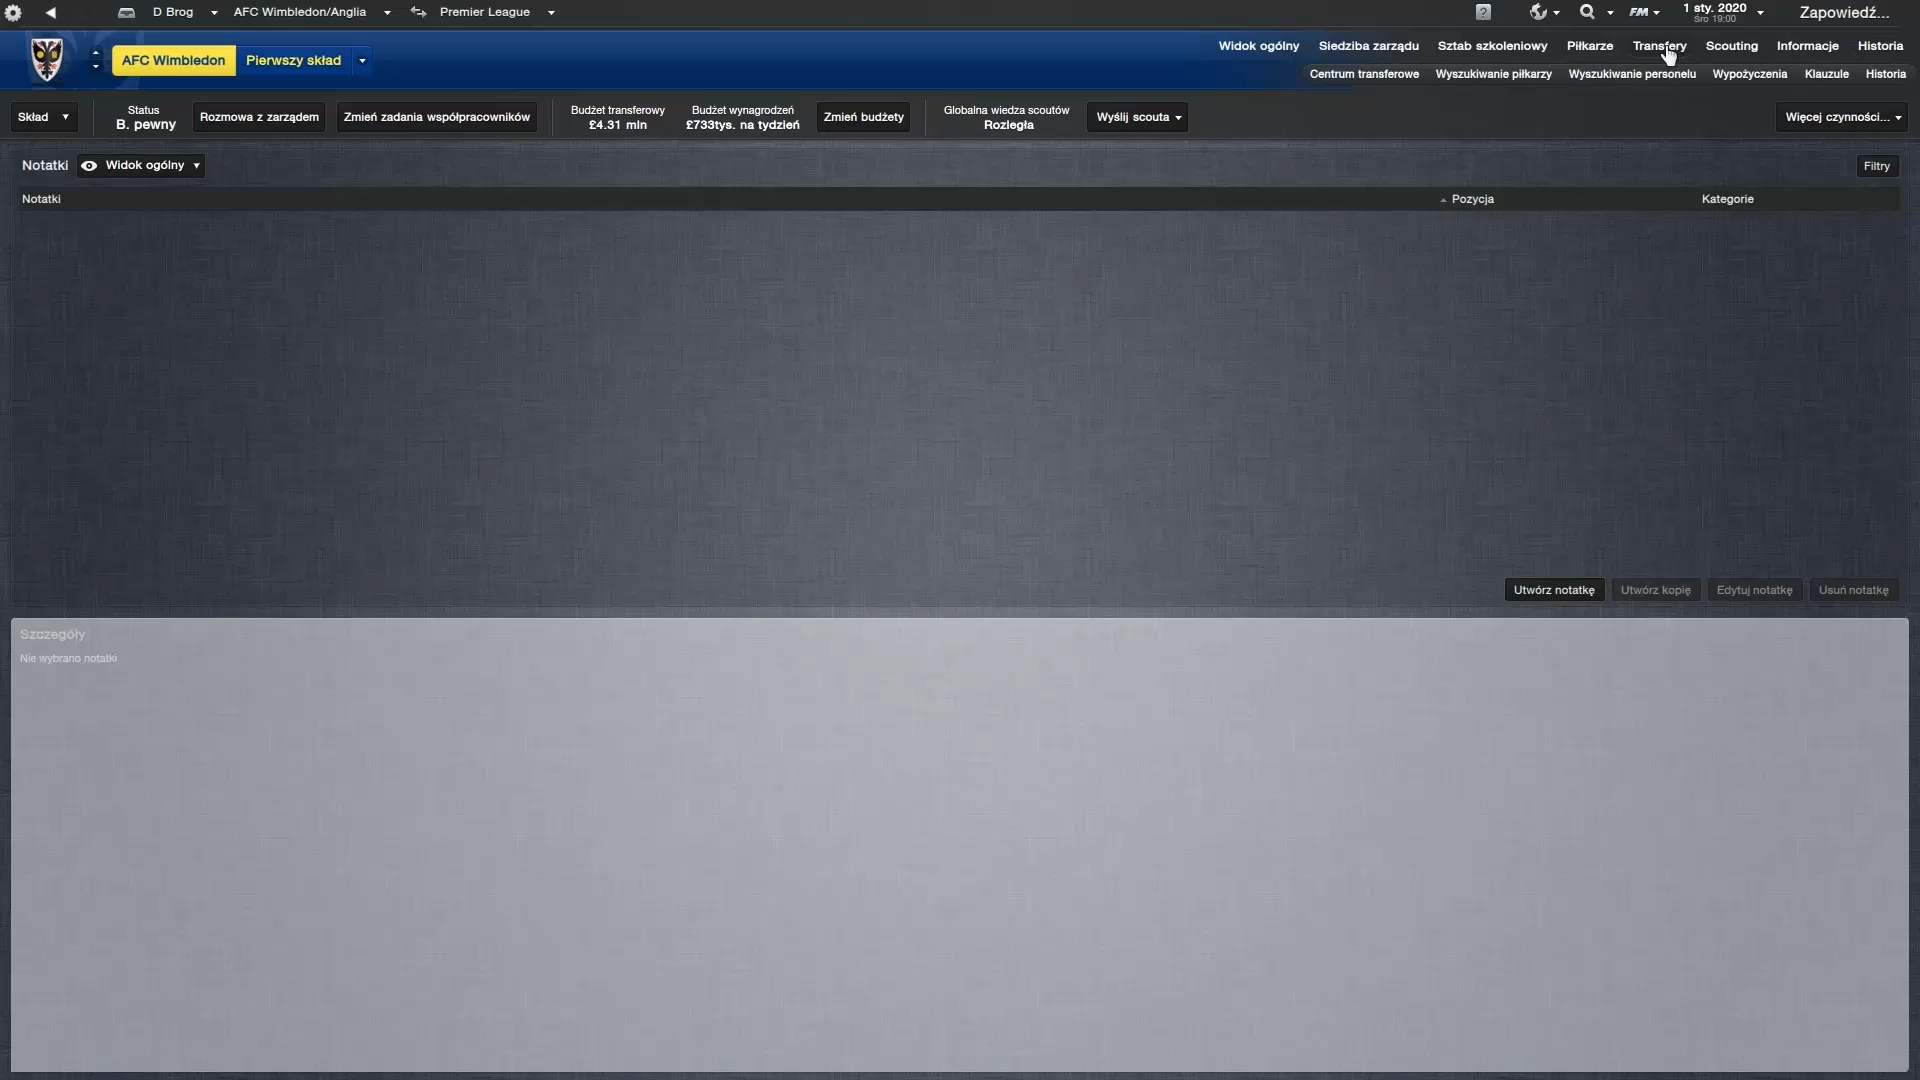 D Brog
AFC Wimbledon/Anglia
Premier League
?
FM
1 sty. 2020
Śro 19:00
Zapowiedź...
AFC Wimbledon
Pierwszy skład
Widok ogólny
Siedziba zarządu
Sztab szkoleniowy
Piłkarze
Transfery
Scouting
Informacje
Historia
Centrum transferowe
Wyszukiwanie piłkarzy
Wyszukiwanie personelu
Wypożyczenia
Klauzule
Historia
Skład
Status
B. pewny
Rozmowa z zarządem
Zmień zadania współpracowników
Budżet transferowy
£4.31 mln
Budżet wynagrodzeń
£733tys. na tydzień
Zmień budżety
Globalna wiedza scoutów
Rozległa
Wyślij scouta
Więcej czynności...
Notatki
Widok ogólny
Filtry
Notatki
Pozycja
Kategorie
Utwórz notatkę
Utwórz kopię
Edytuj notatkę
Usuń notatkę
Szczegóły
Nie wybrano notatki